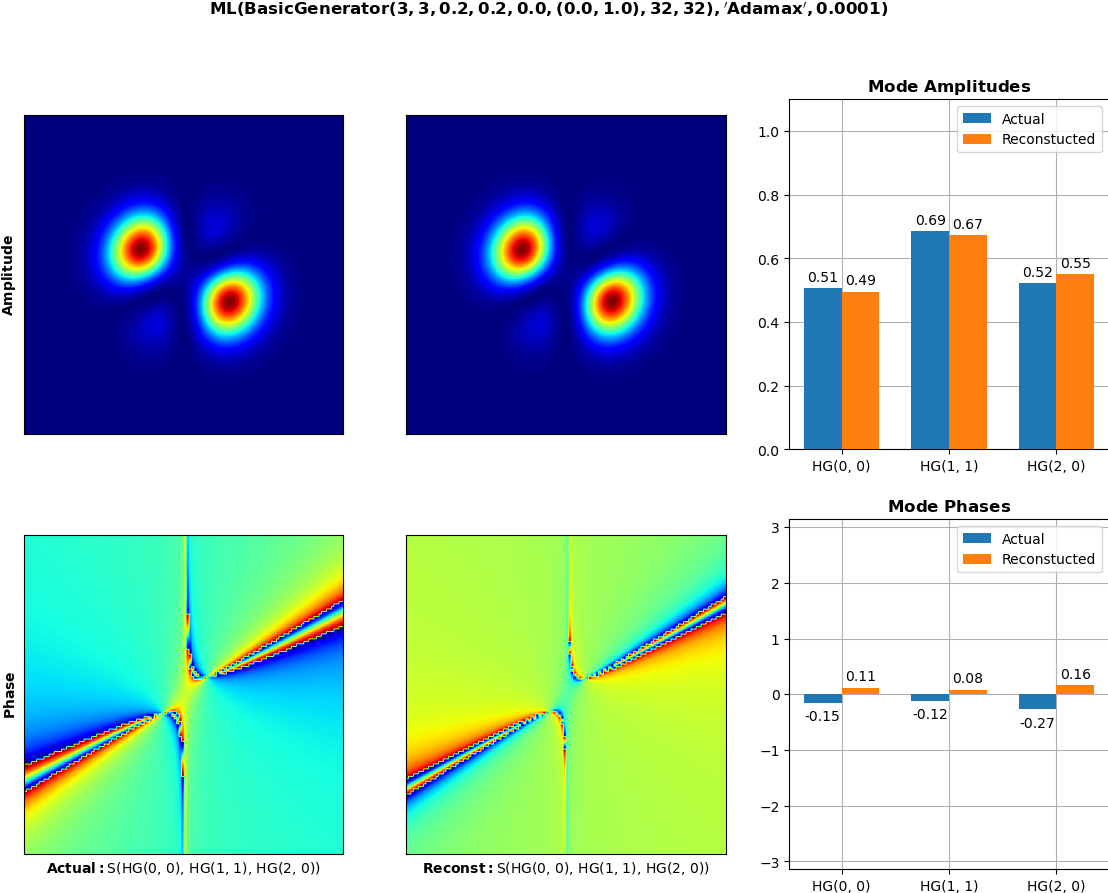 ML(BasicGenerator(3, 3, 0.2, 0.2, 0.0, (0.0, 1.0), 32, 32), ′Adamax′, 0.0001)
Amplitude
Mode Amplitudes
Actual
Reconstucted
1.0
0.8
0.6
0.4
0.2
0.0
0.51
0.49
0.69
0.67
0.52
0.55
HG(0, 0)
HG(1, 1)
HG(2, 0)
Phase
Actual: S(HG(0, 0), HG(1, 1), HG(2, 0))
Reconst: S(HG(0, 0), HG(1, 1), HG(2, 0))
Mode Phases
Actual
Reconstucted
3
2
1
0
−1
−2
−3
-0.15
0.11
-0.12
0.08
-0.27
0.16
HG(0, 0)
HG(1, 1)
HG(2, 0)